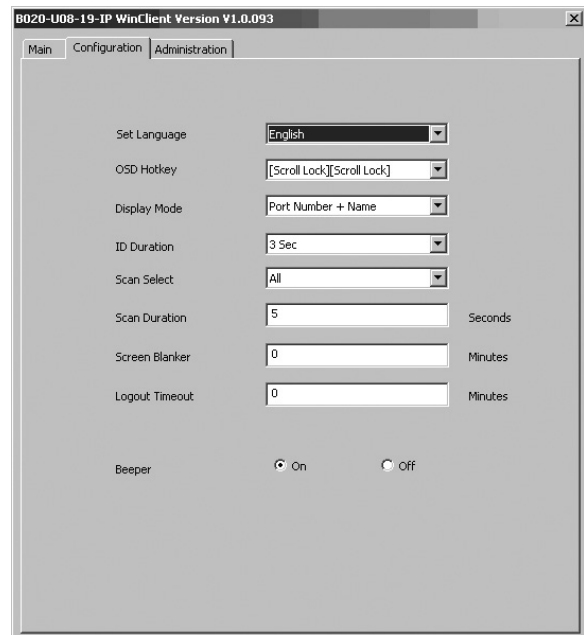 B020-U08-19-IP WinClient Version V1.0.093
Main Configuration Administration
Set Language English
OSD Hotkey [Scroll Lock][Scroll Lock]
Display Mode Port Number + Name
ID Duration 3 Sec
Scan Select All
Scan Duration 5 Seconds
Screen Blanker 0 Minutes
Logout Timeout 0 Minutes
Beeper On Off